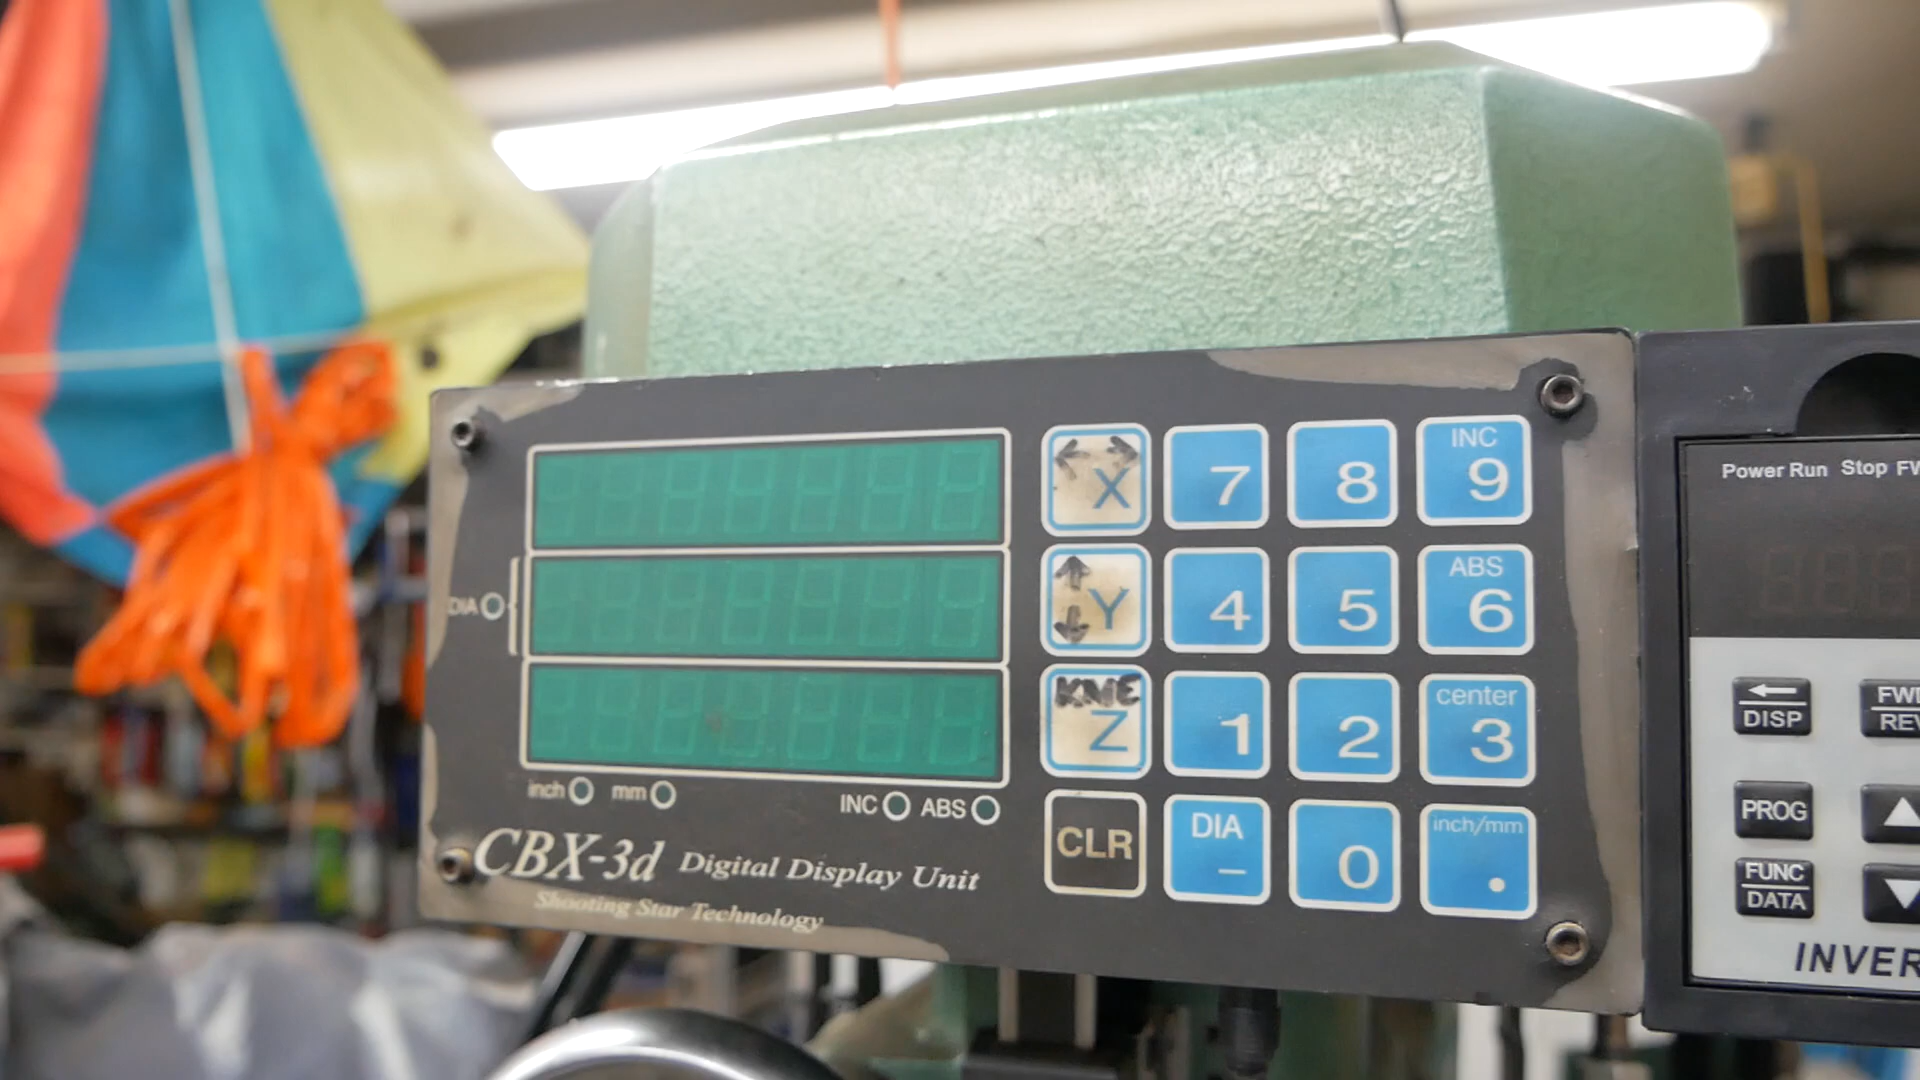 X 7 8 INC 9
DIA Y 4 5 ABS 6
KNE Z 1 2 center 3
inch mm INC ABS
CLR DIA - 0 inch/mm .
CBX-3d Digital Display Unit
Shooting Star Technology
Power Run Stop
DISP
PROG
FUNC
DATA